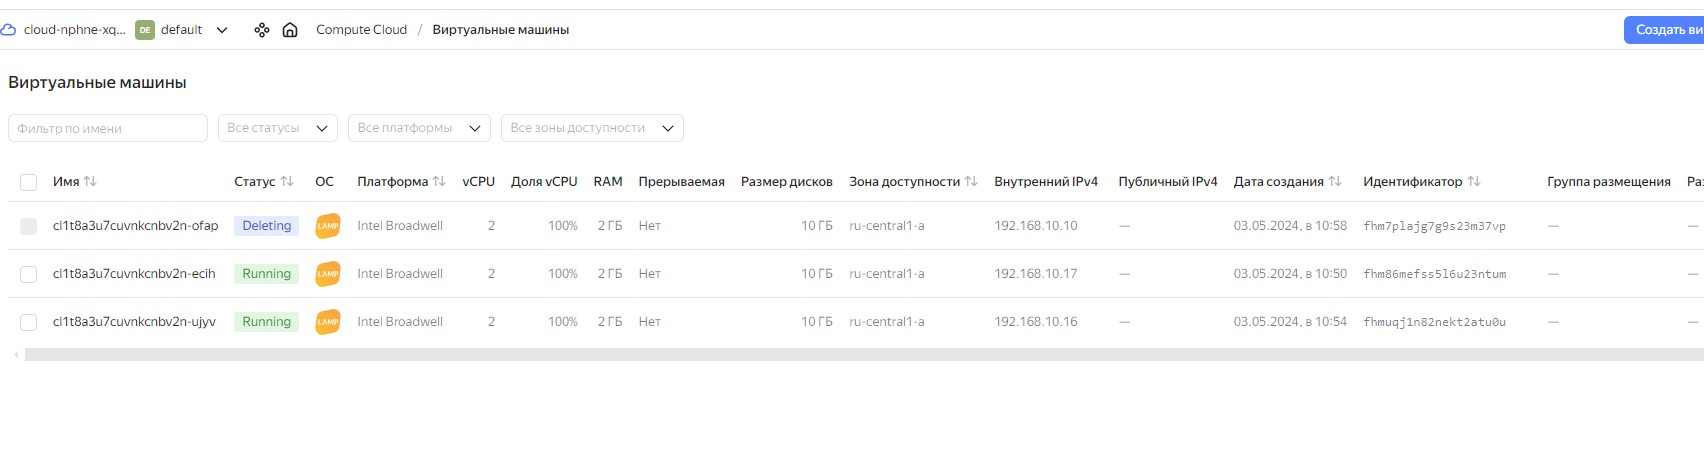 cloud-nphne-xq... DE default Compute Cloud / Виртуальные машины Создать ви
Виртуальные машины
Фильтр по имени Все статусы Все платформы Все зоны доступности
Имя Статус ОС Платформа vCPU Доля vCPU RAM Прерываемая Размер дисков Зона доступности Внутренний IPv4 Публичный IPv4 Дата создания Идентификатор Группа размещения Ра
cl1t8a3u7cuvnkcnbv2n-ofap Deleting LAMP Intel Broadwell 2 100% 2 ГБ Нет 10 ГБ ru-central1-a 192.168.10.10 — 03.05.2024, в 10:58 fhm7plajg7g9s23m37vp — —
cl1t8a3u7cuvnkcnbv2n-ecih Running LAMP Intel Broadwell 2 100% 2 ГБ Нет 10 ГБ ru-central1-a 192.168.10.17 — 03.05.2024, в 10:50 fhm86mefss5l6u23ntum — —
cl1t8a3u7cuvnkcnbv2n-ujyv Running LAMP Intel Broadwell 2 100% 2 ГБ Нет 10 ГБ ru-central1-a 192.168.10.16 — 03.05.2024, в 10:54 fhmuqj1n82nekt2atu0u — —